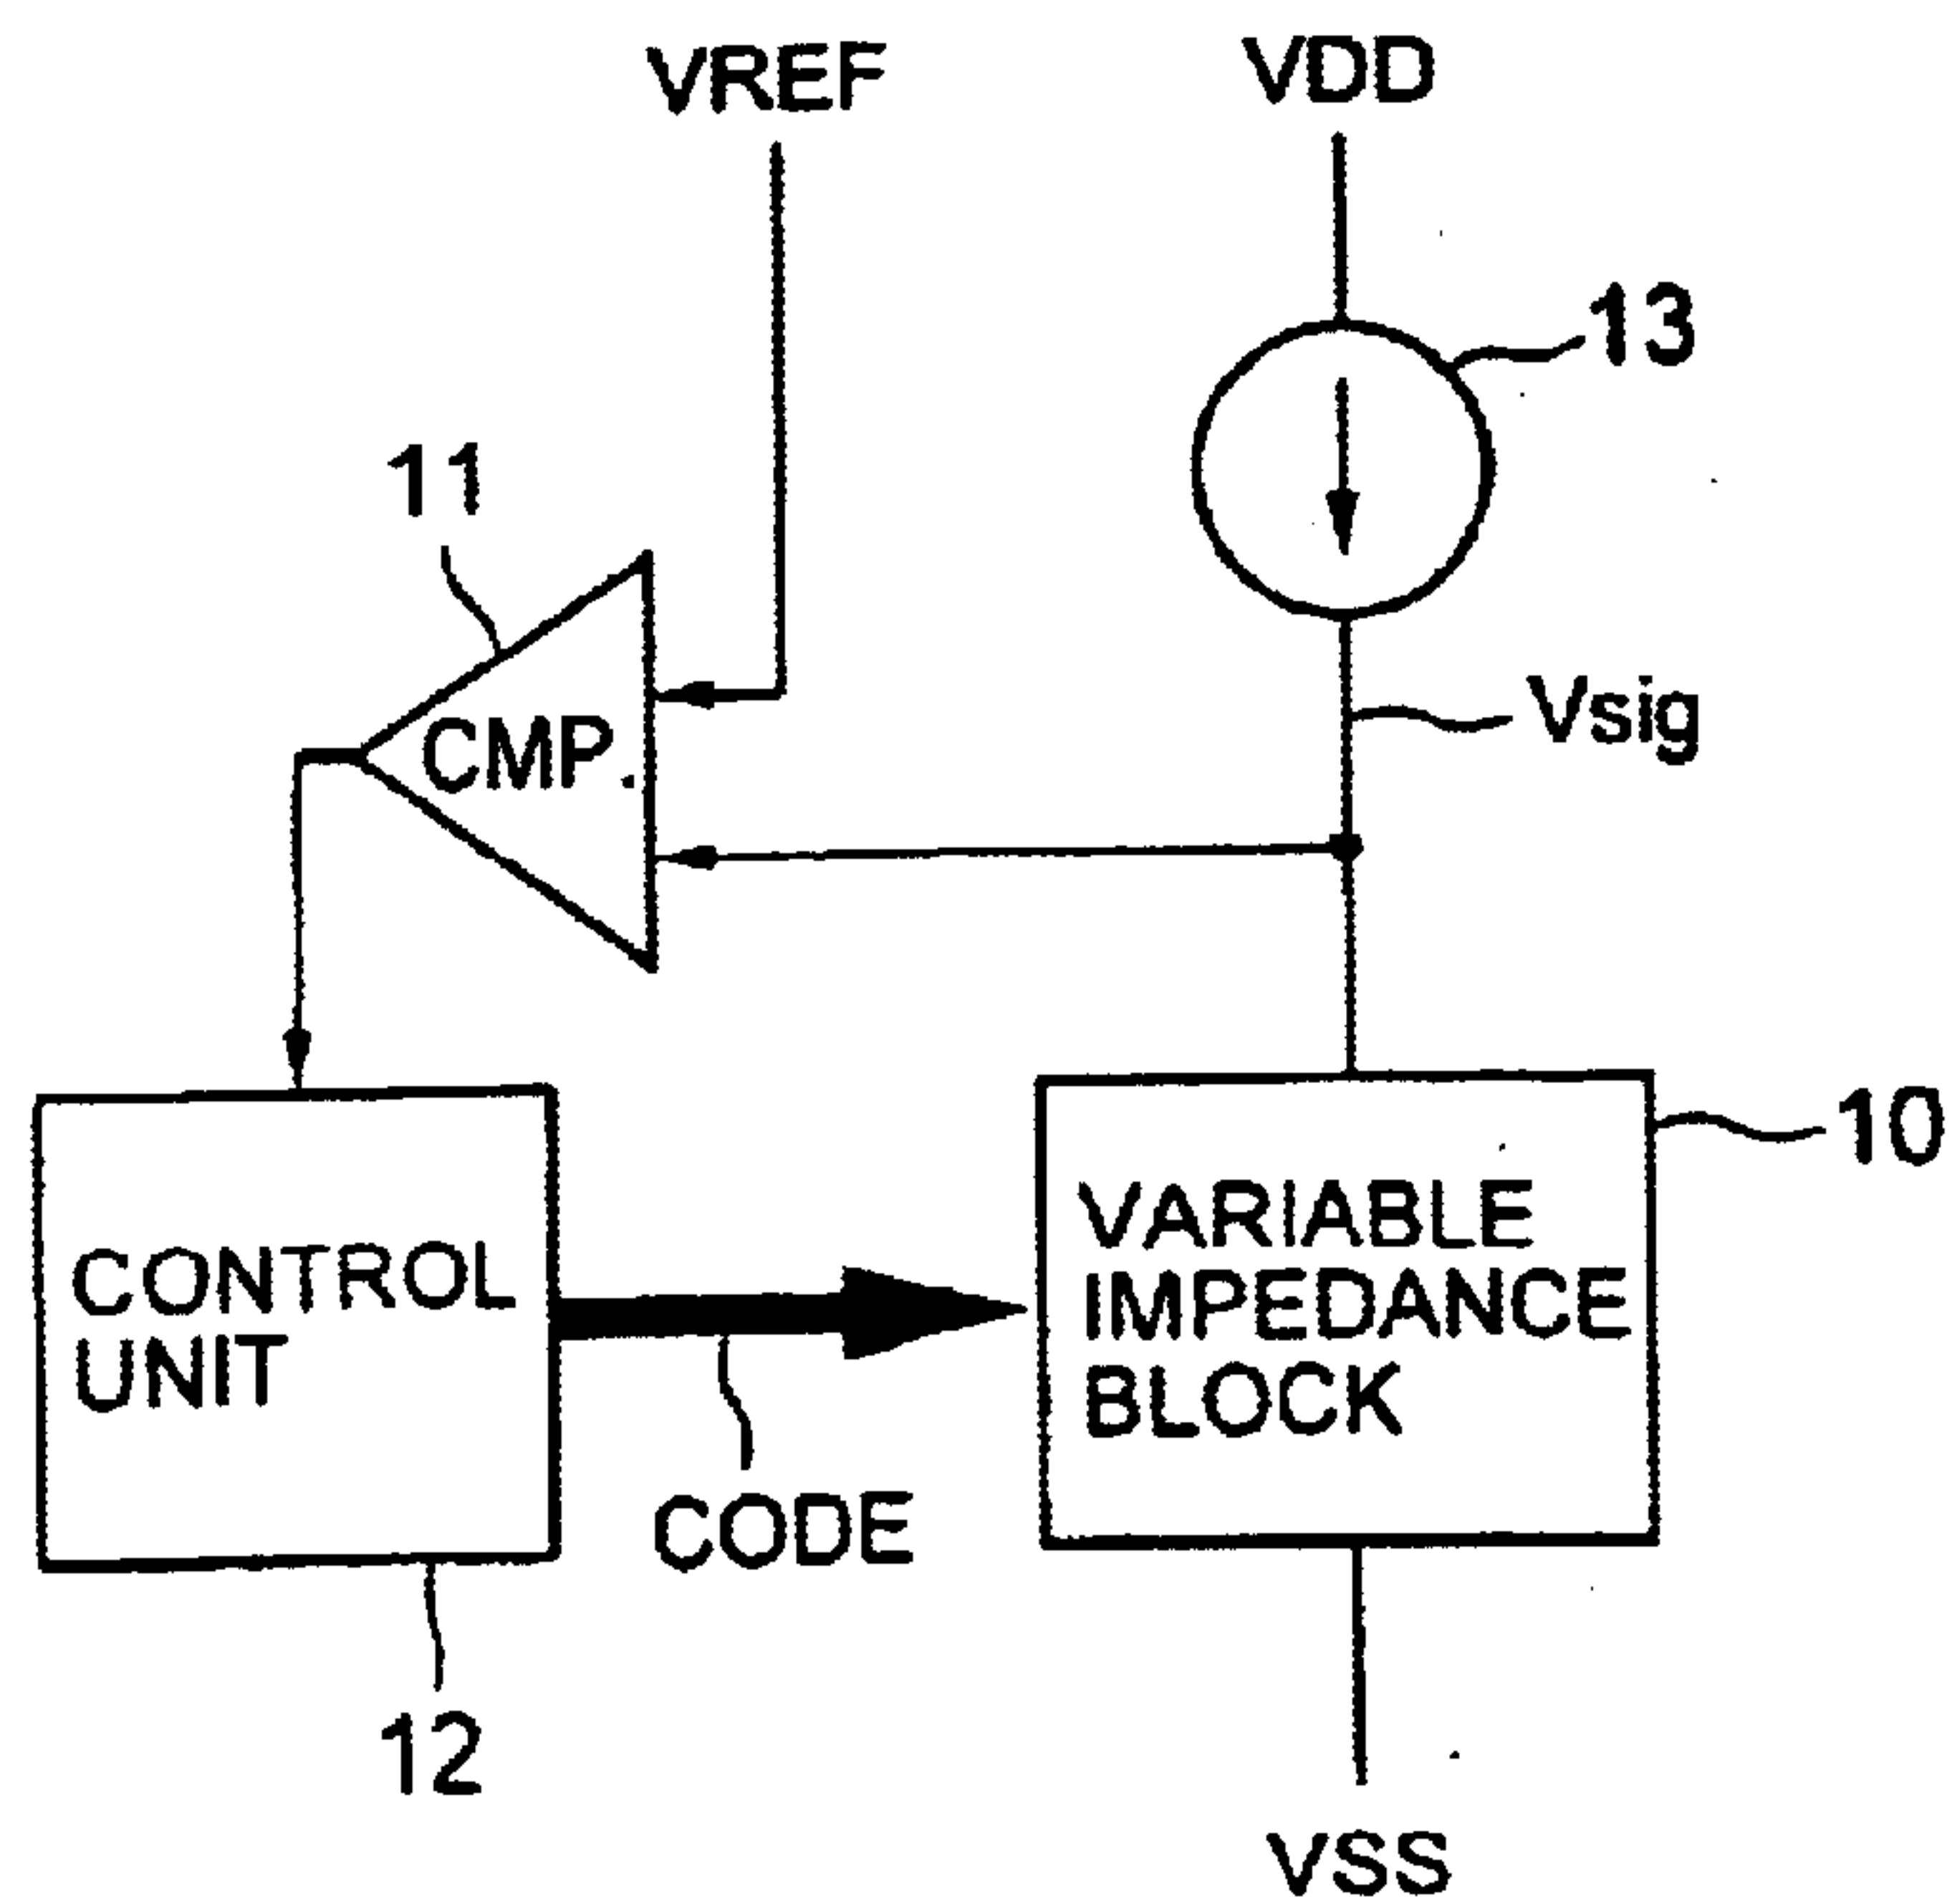 VREF
VDD
13
11
Vsig
CMP.
10
VARIABLE
IMPEDANCE
BLOCK
CONTROL
UNIT
CODE
12
VSS